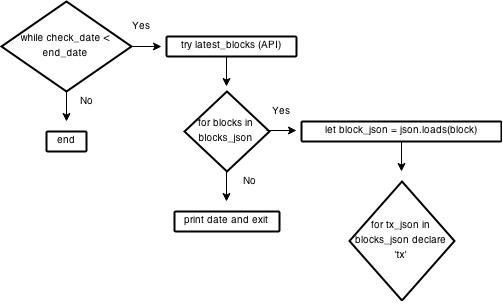 Yes
while check_date <
end_date
try latest_blocks (API)
No
Yes
for blocks in
blocks_json
let block_json = json.loads(block)
end
No
print date and exit
for tx_json in
blocks_json declare
'tx'